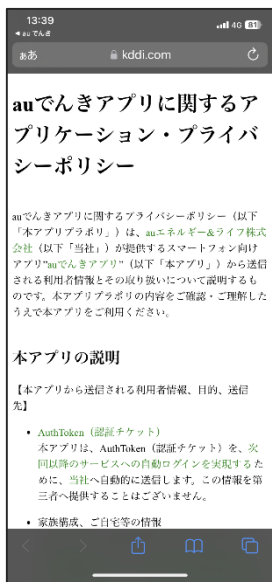 13:39
4G 81
◀ au でんき
ぁあ kddi.com
auでんきアプリに関するア
プリケーション・プライバ
シーポリシー
auでんきアプリに関するプライバシーポリシー（以下
「本アプリプラポリ」）は、auエネルギー&ライフ株式
会社（以下「当社」）が提供するスマートフォン向け
アプリ"auでんきアプリ"（以下「本アプリ」）から送信
される利用者情報とその取り扱いについて説明するも
のです。本アプリプラポリの内容をご確認・ご理解した
うえで本アプリをご利用ください。
本アプリの説明
【本アプリから送信される利用者情報、目的、送信
先】
• AuthToken（認証チケット）
本アプリは、AuthToken（認証チケット）を、次
回以降のサービスへの自動ログインを実現するた
めに、当社へ自動的に送信します。この情報を第
三者へ提供することはございません。
• 家族構成、ご自宅等の情報